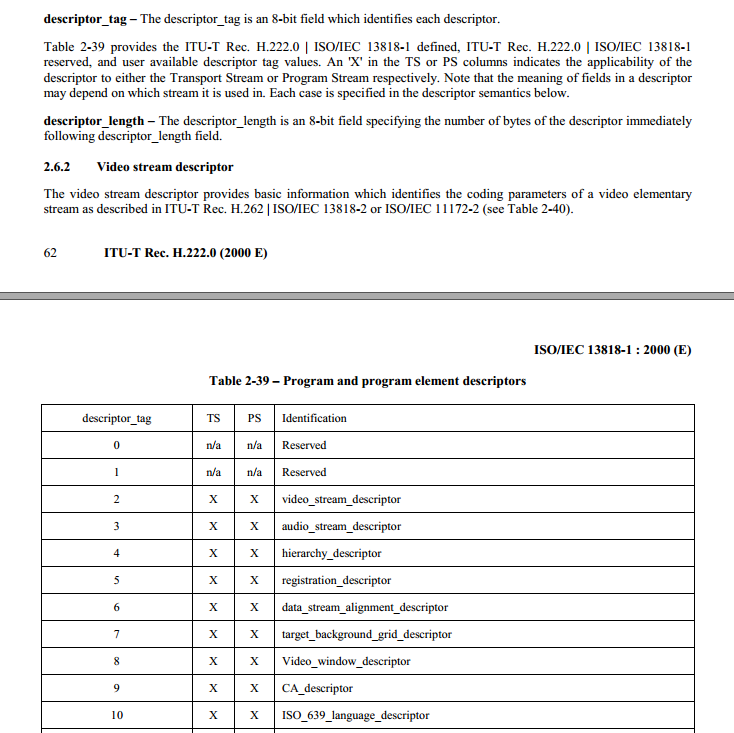 descriptor_tag – The descriptor_tag is an 8-bit field which identifies each descriptor.
Table 2-39 provides the ITU-T Rec. H.222.0 | ISO/IEC 13818-1 defined, ITU-T Rec. H.222.0 | ISO/IEC 13818-1
reserved, and user available descriptor tag values. An 'X' in the TS or PS columns indicates the applicability of the
descriptor to either the Transport Stream or Program Stream respectively. Note that the meaning of fields in a descriptor
may depend on which stream it is used in. Each case is specified in the descriptor semantics below.
descriptor_length – The descriptor_length is an 8-bit field specifying the number of bytes of the descriptor immediately
following descriptor_length field.
2.6.2 Video stream descriptor
The video stream descriptor provides basic information which identifies the coding parameters of a video elementary
stream as described in ITU-T Rec. H.262 | ISO/IEC 13818-2 or ISO/IEC 11172-2 (see Table 2-40).
62 ITU-T Rec. H.222.0 (2000 E)
ISO/IEC 13818-1 : 2000 (E)
Table 2-39 – Program and program element descriptors
descriptor_tag TS PS Identification
0 n/a n/a Reserved
1 n/a n/a Reserved
2 X X video_stream_descriptor
3 X X audio_stream_descriptor
4 X X hierarchy_descriptor
5 X X registration_descriptor
6 X X data_stream_alignment_descriptor
7 X X target_background_grid_descriptor
8 X X Video_window_descriptor
9 X X CA_descriptor
10 X X ISO_639_language_descriptor